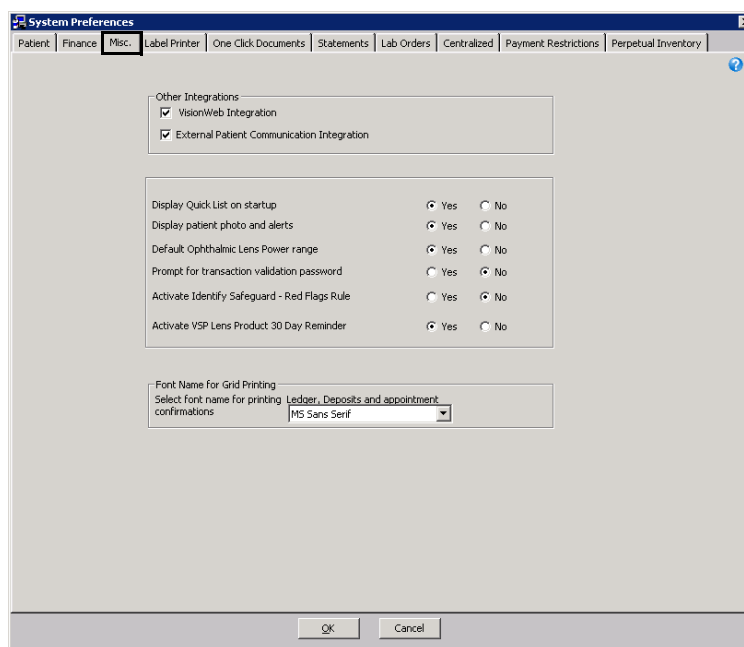 System Preferences
Patient Finance Misc. Label Printer One Click Documents Statements Lab Orders Centralized Payment Restrictions Perpetual Inventory
?
Other Integrations
VisionWeb Integration
External Patient Communication Integration
Display Quick List on startup Yes No
Display patient photo and alerts Yes No
Default Ophthalmic Lens Power range Yes No
Prompt for transaction validation password Yes No
Activate Identify Safeguard - Red Flags Rule Yes No
Activate VSP Lens Product 30 Day Reminder Yes No
Font Name for Grid Printing
Select font name for printing Ledger, Deposits and appointment
confirmations MS Sans Serif
OK Cancel